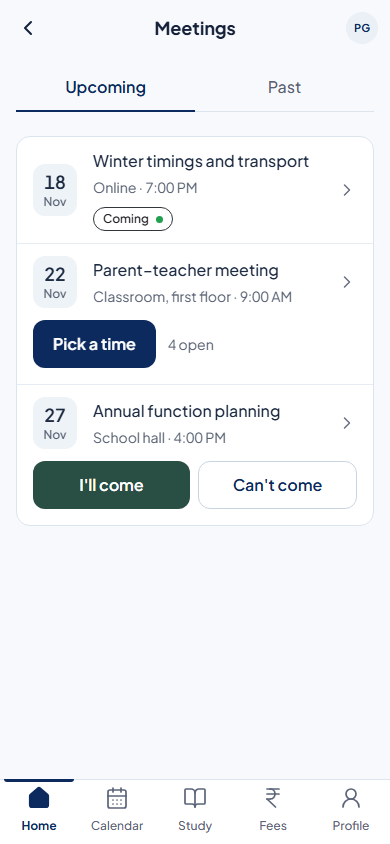 Meetings
PG
Upcoming
Past
18
Nov
Winter timings and transport
Online · 7:00 PM
Coming
22
Nov
Parent–teacher meeting
Classroom, first floor · 9:00 AM
Pick a time
4 open
27
Nov
Annual function planning
School hall · 4:00 PM
I'll come
Can't come
Home
Calendar
Study
Fees
Profile